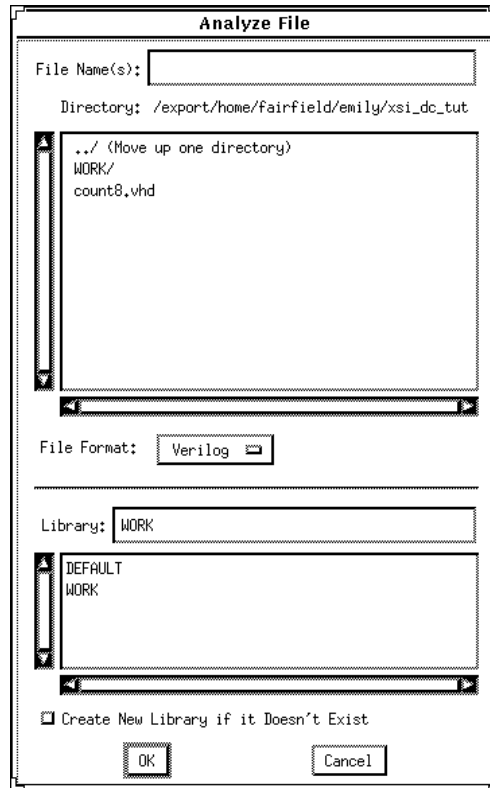 Analyze File
File Name(s):
Directory: /export/home/fairfield/emily/xsi_dc_tut
../ (Move up one directory)
WORK/
count8.vhd
File Format: Verilog
Library: WORK
DEFAULT
WORK
Create New Library if it Doesn't Exist
OK Cancel